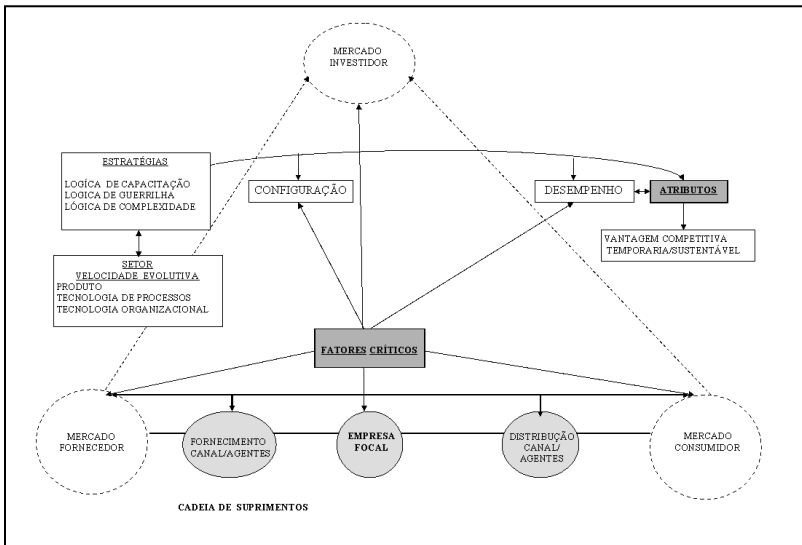 MERCADO
INVESTIDOR
ESTRATÉGIAS
LOGÍCA DE CAPACITAÇÃO
LOGICA DE GUERRILHA
LÓGICA DE COMPLEXIDADE
CONFIGURAÇÃO
DESEMPENHO
ATRIBUTOS
VANTAGEM COMPETITIVA
TEMPORARIA/SUSTENTÁVEL
SETOR
VELOCIDADE EVOLUTIVA
PRODUTO
TECNOLOGIA DE PROCESSOS
TECNOLOGIA ORGANIZACIONAL
FATORES CRÍTICOS
MERCADO
FORNECEDOR
FORNECIMENTO
CANAL/AGENTES
EMPRESA
FOCAL
DISTRIBUÇÃO
CANAL/
AGENTES
MERCADO
CONSUMIDOR
CADEIA DE SUPRIMENTOS